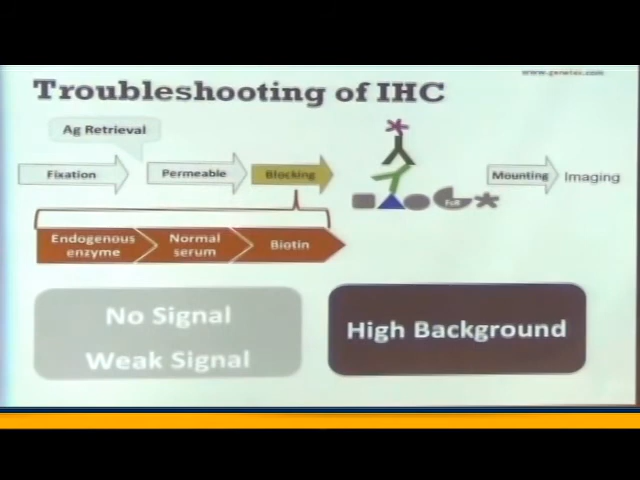 www.genetex.com
Troubleshooting of IHC
Ag Retrieval
Fixation
Permeable
Blocking
FcR
Mounting
Imaging
Endogenous
enzyme
Normal
serum
Biotin
No Signal
Weak Signal
High Background